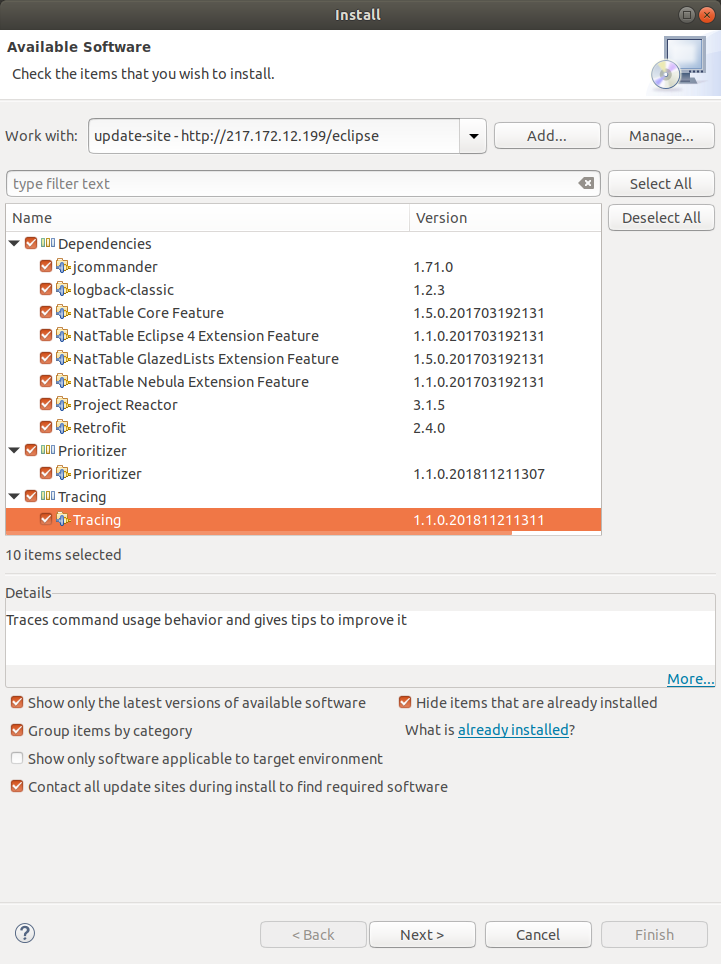 Install
Available Software
Check the items that you wish to install.
Work with: update-site - http://217.172.12.199/eclipse Add... Manage...
type filter text Select All
Name Version Deselect All
Dependencies
jcommander 1.71.0
logback-classic 1.2.3
NatTable Core Feature 1.5.0.201703192131
NatTable Eclipse 4 Extension Feature 1.1.0.201703192131
NatTable GlazedLists Extension Feature 1.5.0.201703192131
NatTable Nebula Extension Feature 1.1.0.201703192131
Project Reactor 3.1.5
Retrofit 2.4.0
Prioritizer
Prioritizer 1.1.0.201811211307
Tracing
Tracing 1.1.0.201811211311
10 items selected
Details
Traces command usage behavior and gives tips to improve it
More...
Show only the latest versions of available software Hide items that are already installed
Group items by category What is already installed?
Show only software applicable to target environment
Contact all update sites during install to find required software
? < Back Next > Cancel Finish